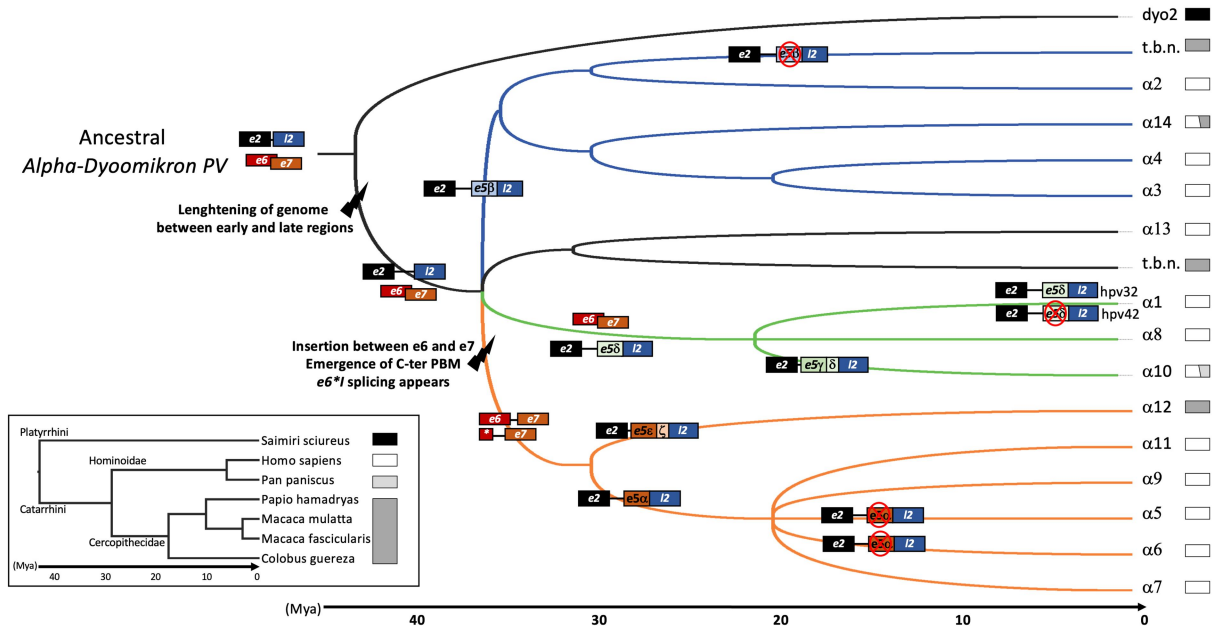 dyo2
e2 e5β l2
t.b.n.
α2
Ancestral
Alpha-Dyoomikron PV
e2 l2
e6 e7
α14
α4
e2 e5β l2
α3
Lenghtening of genome
between early and late regions
α13
e2 l2
e6 e7
t.b.n.
e2 e5δ l2 hpv32
α1
e2 e5δ l2 hpv42
e6 e7
α8
Insertion between e6 and e7
Emergence of C-ter PBM
e6*I splicing appears
e2 e5δ l2
e2 e5γ δ l2
α10
α12
e6 e7
* e7
e2 e5ε ζ l2
α11
α9
e2 e5α l2
e2 e5α l2
α5
e2 e5α l2
α6
α7
Platyrrhini
Saimiri sciureus
Hominoidae
Homo sapiens
Pan paniscus
Papio hamadryas
Catarrhini
Macaca mulatta
Macaca fascicularis
Cercopithecidae
Colobus guereza
(Mya)
40 30 20 10 0
(Mya)
40 30 20 10 0